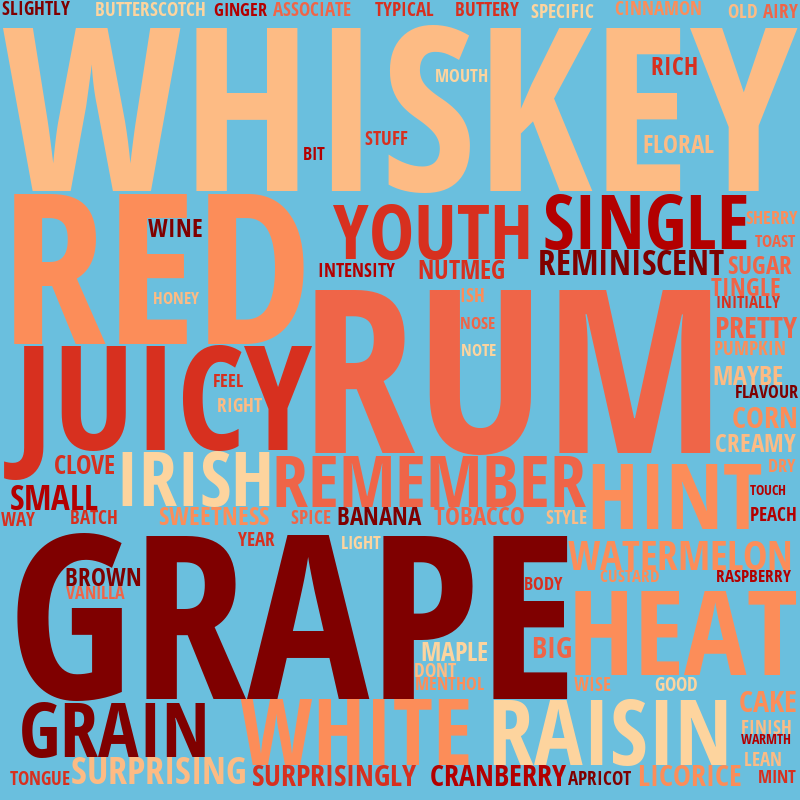 SLIGHTLY BUTTERSCOTCH GINGER ASSOCIATE TYPICAL BUTTERY SPECIFIC CINNAMON OLD AIRY
WHISKEY
MOUTH
RICH
STUFF
FLORAL
BIT
RED
YOUTH
SINGLE
SHERRY
WINE
TOAST
REMINISCENT
SUGAR
INTENSITY
NUTMEG
TINGLE
HONEY
ISH
INITIALLY
RUM
NOSE
PRETTY
NOTE
PUMPKIN
JUICY
FEEL
MAYBE
FLAVOUR
RIGHT
CORN
CREAMY
CLOVE
IRISH
REMEMBER
HINT
DRY
SMALL
TOUCH
WAY
BATCH
SWEETNESS
SPICE
BANANA
TOBACCO
STYLE
PEACH
YEAR
LIGHT
WATERMELON
GRAPE
BROWN
CUSTARD
RASPBERRY
VANILLA
BODY
HEAT
MAPLE
BIG
DONT
MENTHOL
WISE
GOOD
CAKE
GRAIN
WHITE
RAISIN
FINISH
WARMTH
LEAN
TONGUE
SURPRISING
SURPRISINGLY
CRANBERRY
APRICOT
LICORICE
MINT